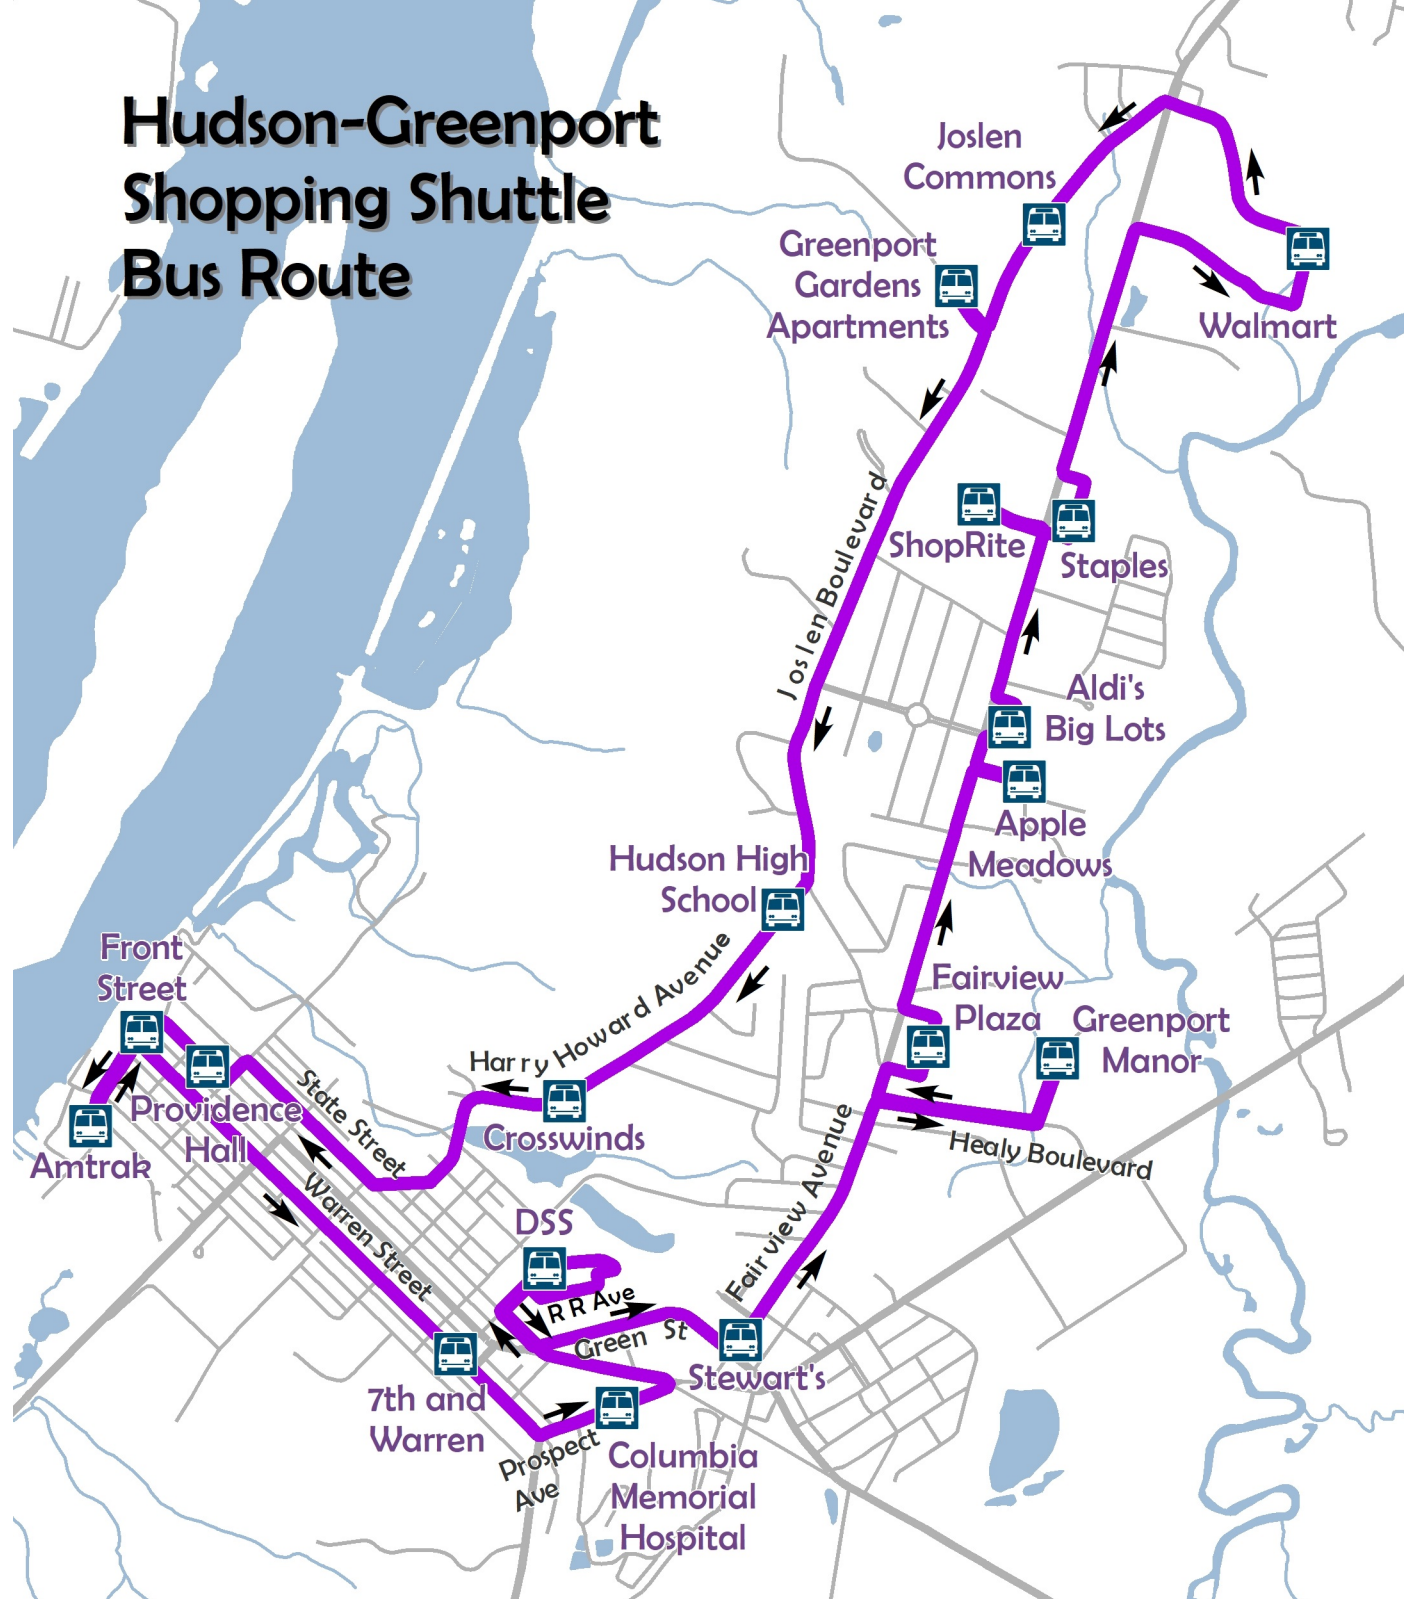 Hudson-Greenport
Shopping Shuttle
Bus Route
Joslen
Commons
Greenport
Gardens
Apartments
Walmart
Joslen Boulevard
ShopRite
Staples
Aldi's
Big Lots
Apple
Meadows
Hudson High
School
Front
Street
Harry Howard Avenue
Fairview
Plaza
Greenport
Manor
State Street
Providence
Hall
Amtrak
Crosswinds
Healy Boulevard
Warren Street
Fairview Avenue
DSS
R R Ave
Green St
Stewart's
7th and
Warren
Prospect
Ave
Columbia
Memorial
Hospital